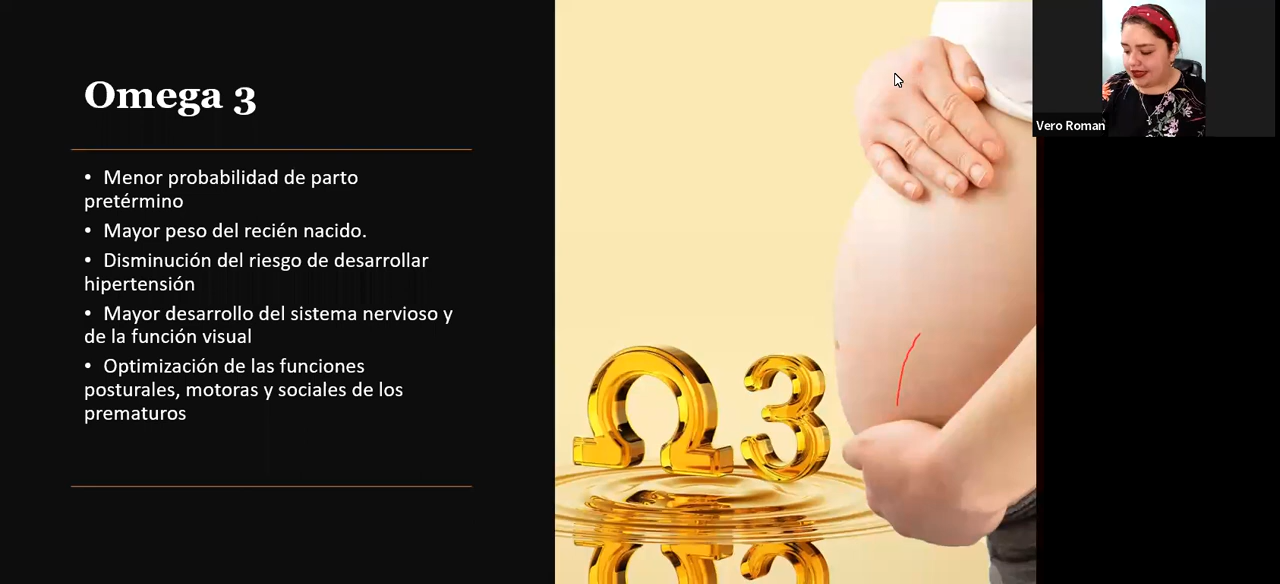 Omega 3
• Menor probabilidad de parto
pretérmino
• Mayor peso del recién nacido.
• Disminución del riesgo de desarrollar
hipertensión
• Mayor desarrollo del sistema nervioso y
de la función visual
• Optimización de las funciones
posturales, motoras y sociales de los
prematuros
Ω3
Vero Roman